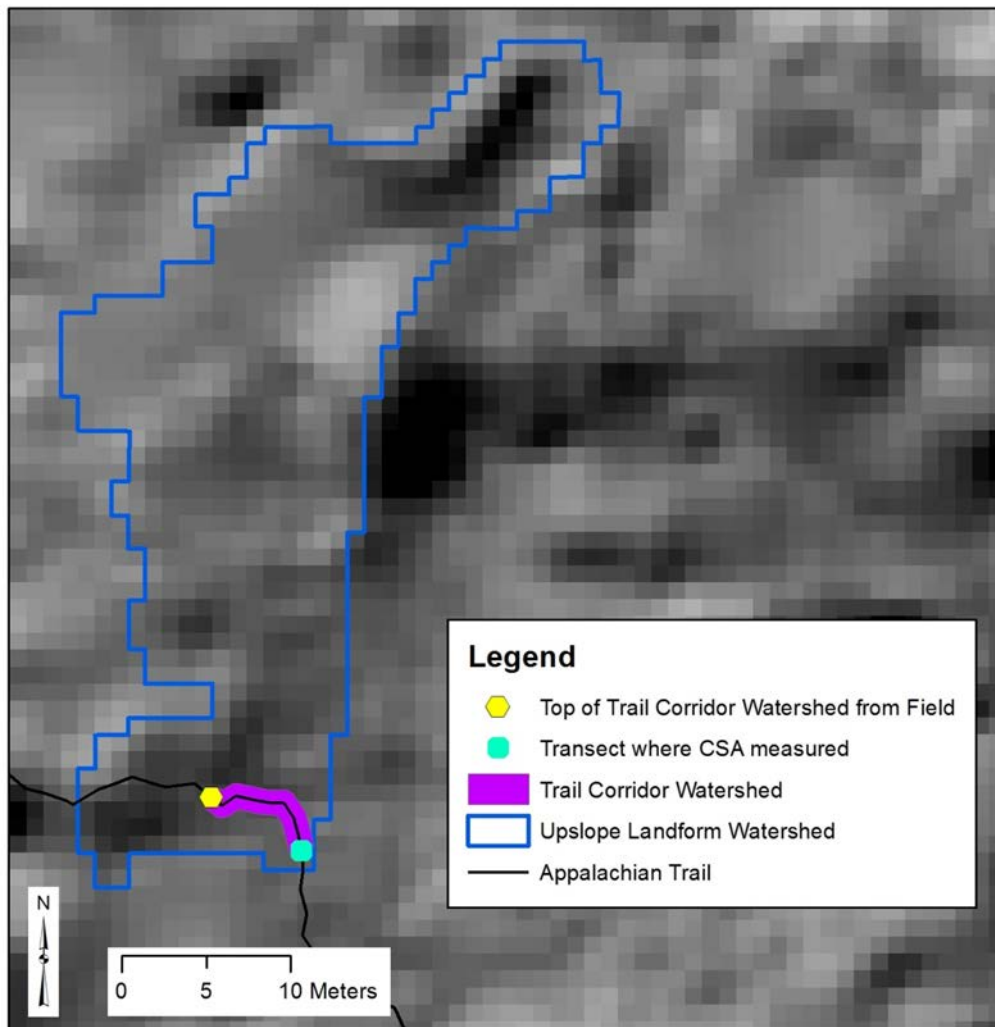 Legend
Top of Trail Corridor Watershed from Field
Transect where CSA measured
Trail Corridor Watershed
Upslope Landform Watershed
Appalachian Trail
N
0 5 10 Meters